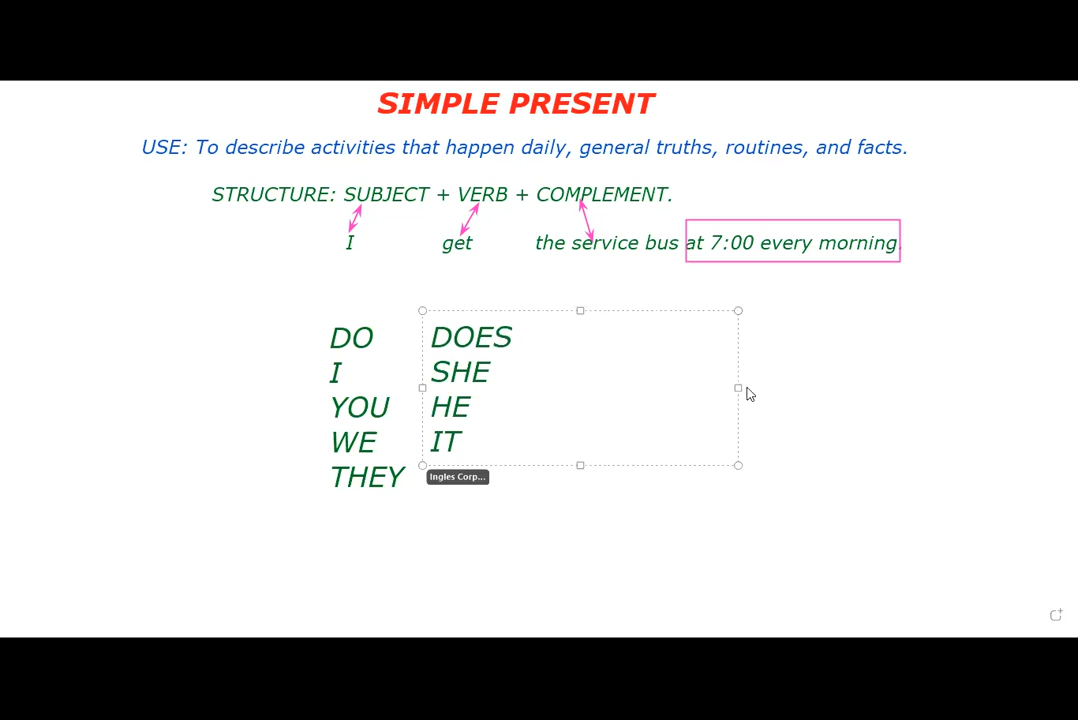 SIMPLE PRESENT
USE: To describe activities that happen daily, general truths, routines, and facts.
STRUCTURE: SUBJECT + VERB + COMPLEMENT.
I get the service bus at 7:00 every morning.
DO DOES
I SHE
YOU HE
WE IT
THEY
Ingles Corp...